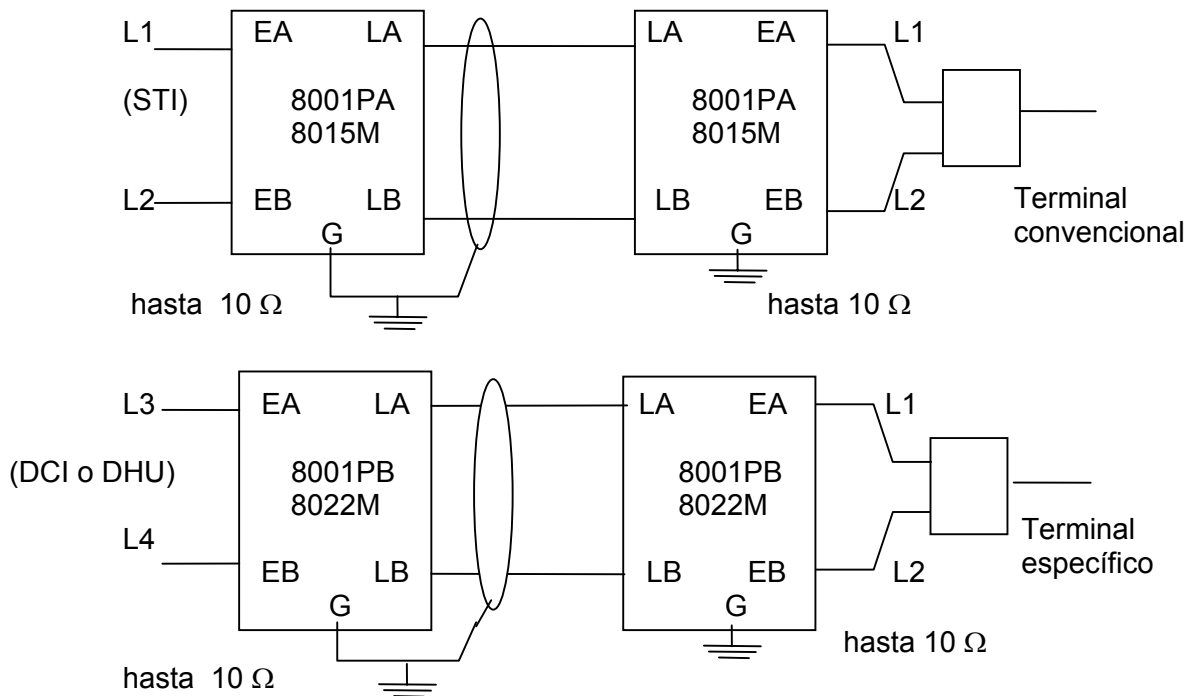 L1 EA LA LA EA L1
(STI) 8001PA 8001PA
8015M 8015M
L2 EB LB LB EB L2 Terminal
G G convencional
hasta 10 Ω hasta 10 Ω
L3 EA LA LA EA L1
(DCI o DHU) 8001PB 8001PB
8022M 8022M
L4 EB LB LB EB L2 Terminal
específico
G G
hasta 10 Ω hasta 10 Ω